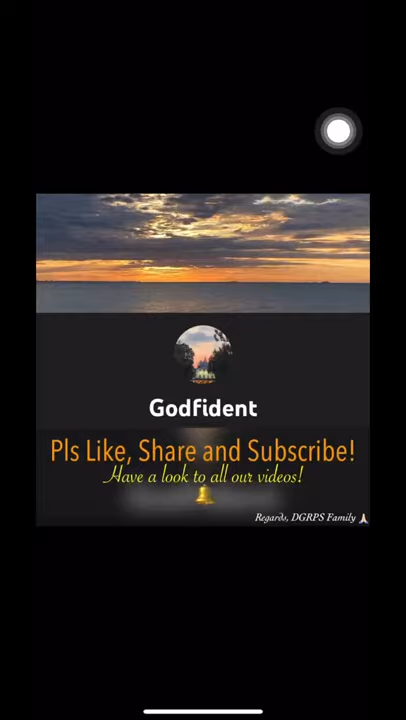 Godfident
Pls Like, Share and Subscribe!
Have a look to all our videos!
Regards, DGRPS Family 🙏🏻